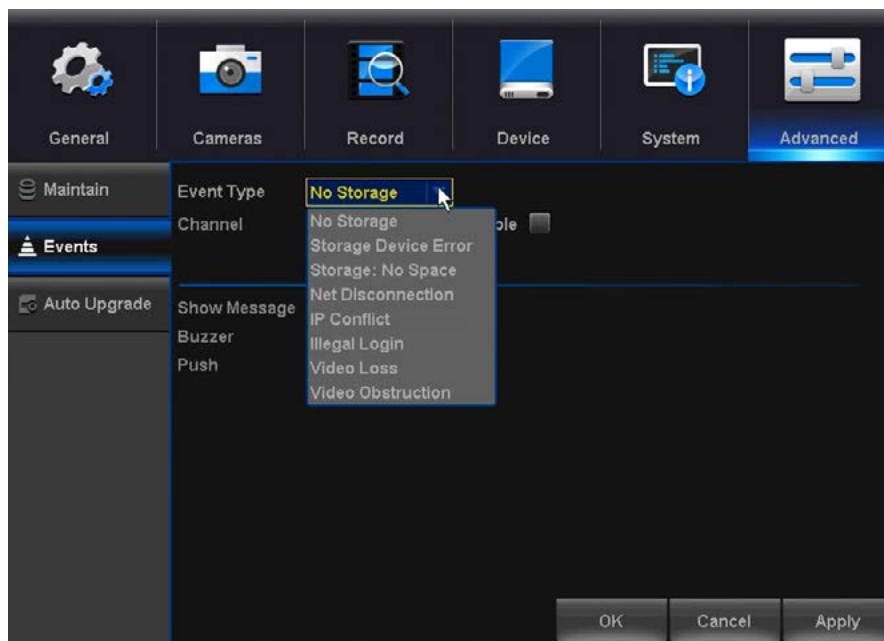 General Cameras Record Device System Advanced
Maintain
Event Type No Storage
Channel
No Storage
Events
Storage Device Error
Storage: No Space
Net Disconnection
Auto Upgrade
Show Message
IP Conflict
Buzzer
Illegal Login
Push
Video Loss
Video Obstruction
OK Cancel Apply